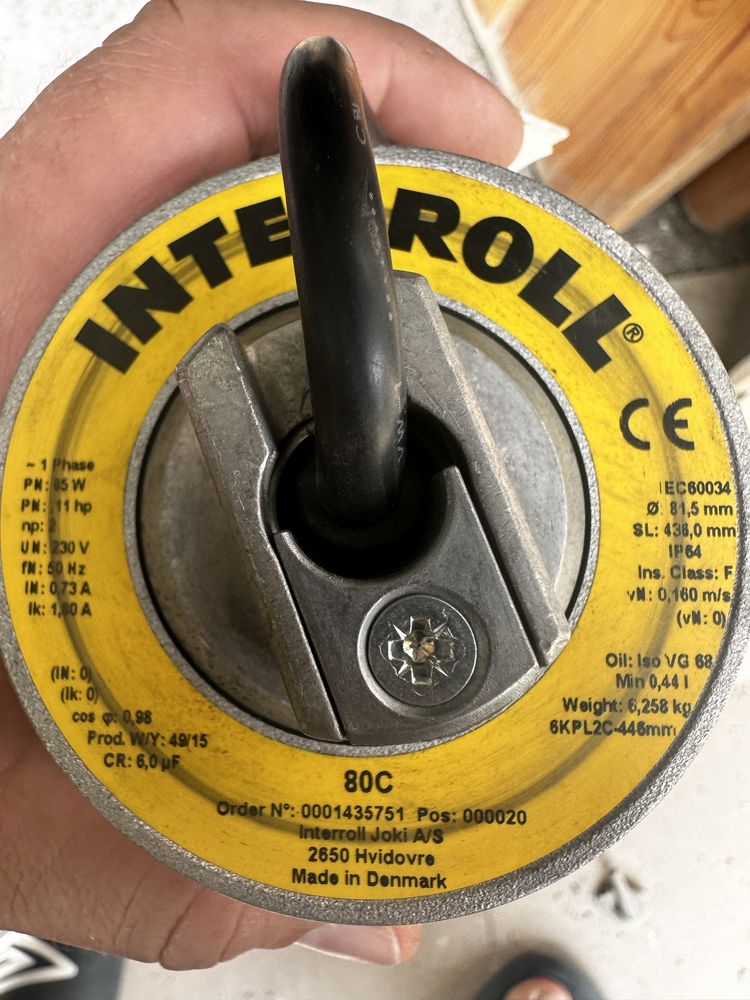 INTERROLL®
CE
~ 1 Phase
PN: 85 W
PN: .11 hp
np: 2
UN: 230 V
fN: 50 Hz
IN: 0,73 A
Ik: 1,80 A
(IN: 0)
(Ik: 0)
cos φ: 0,98
Prod. W/Y: 49/15
CR: 6,0 µF
IEC60034
Ø: 81,5 mm
SL: 436,0 mm
IP64
Ins. Class: F
vN: 0,160 m/s
(vN: 0)
Oil: Iso VG 68
Min 0,44 l
Weight: 6,258 kg
6KPL2C-446mm
80C
Order N°: 0001435751 Pos: 000020
Interroll Joki A/S
2650 Hvidovre
Made in Denmark